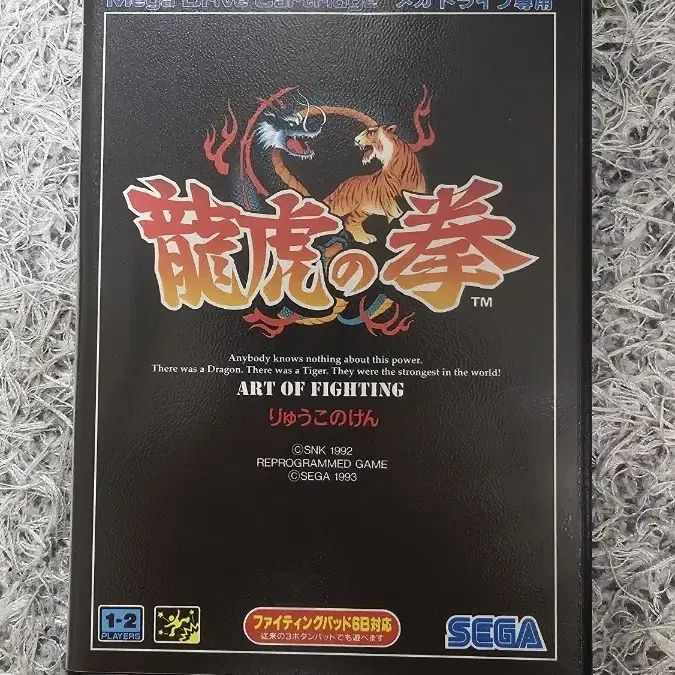 Mega Drive Cartridge メガドライブ専用
龍虎の拳
TM
Anybody knows nothing about this power.
There was a Dragon. There was a Tiger. They were the strongest in the world!
ART OF FIGHTING
りゅうこのけん
©SNK 1992
REPROGRAMMED GAME
©SEGA 1993
1-2
PLAYERS
ファイティングパッド6B対応
従来の3ボタンパットでも遊べます
SEGA